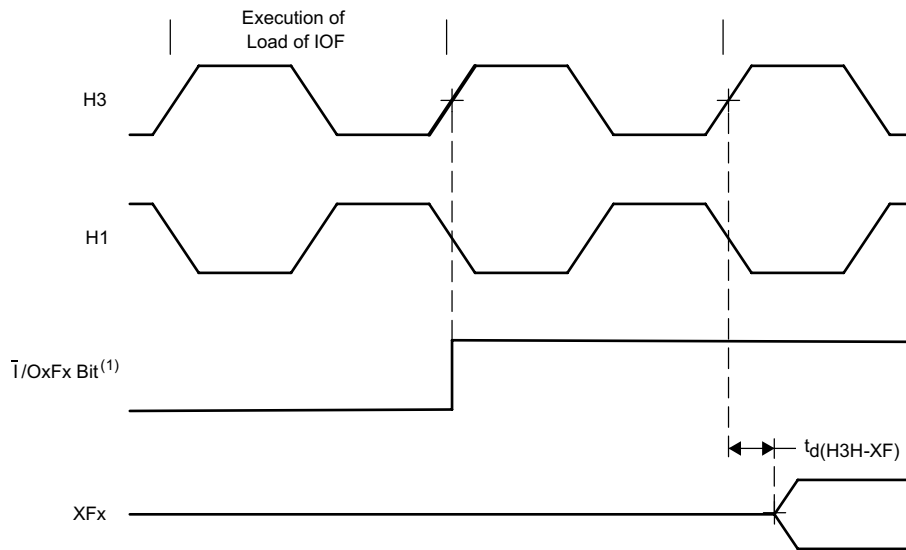 Execution of
Load of IOF
H3
H1
Ī/OxFx Bit(1)
td(H3H-XF)
XFx